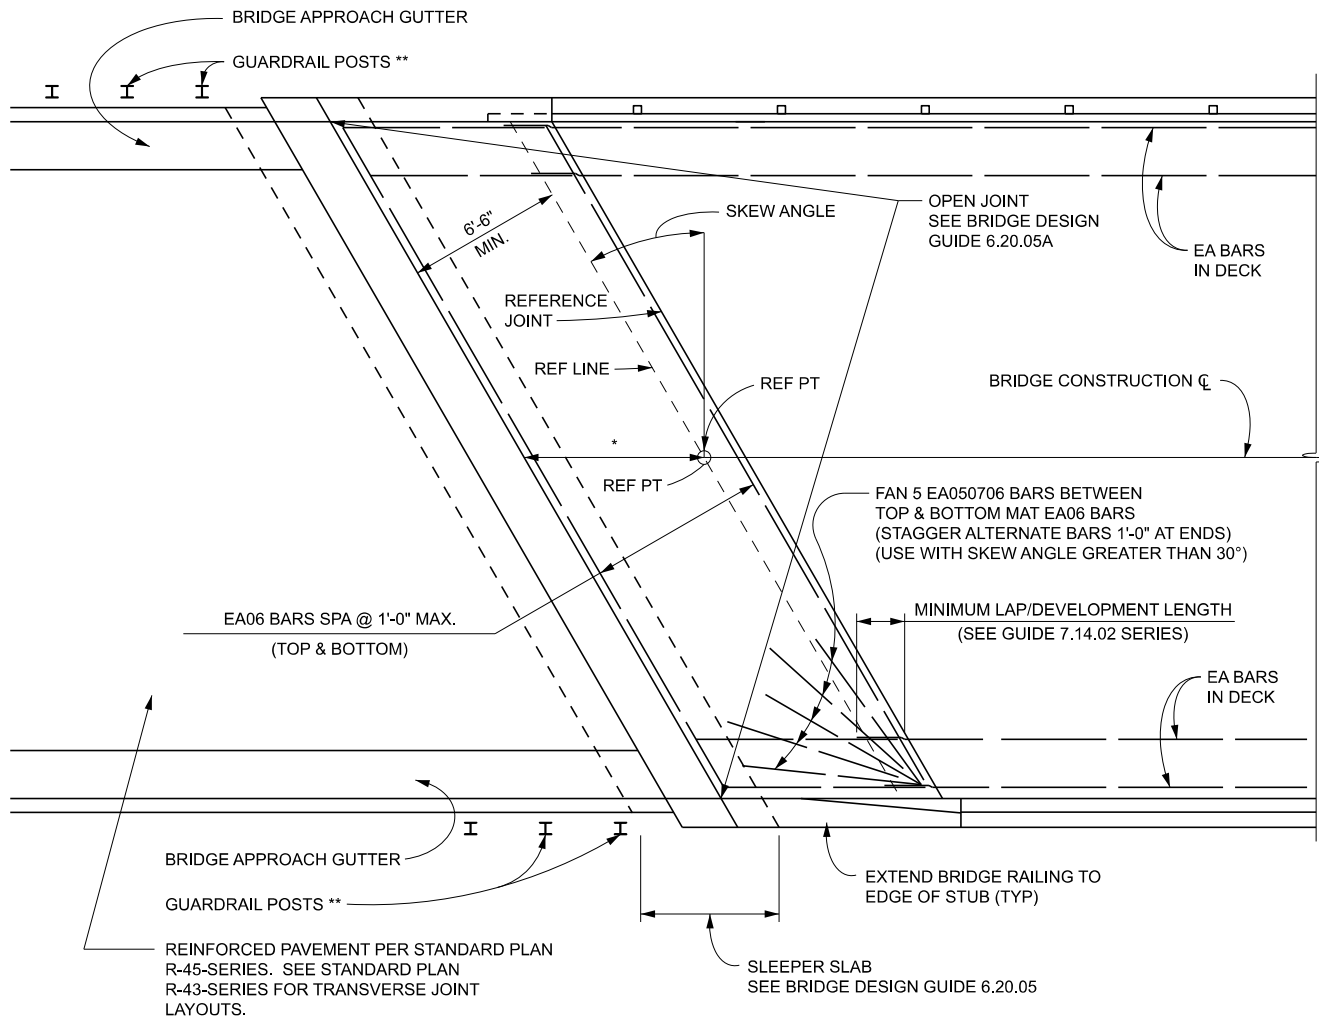 BRIDGE APPROACH GUTTER
GUARDRAIL POSTS **
SKEW ANGLE
OPEN JOINT
SEE BRIDGE DESIGN
GUIDE 6.20.05A
6'-6"
MIN.
EA BARS
IN DECK
REFERENCE
JOINT
REF LINE
REF PT
BRIDGE CONSTRUCTION ℄
*
REF PT
FAN 5 EA050706 BARS BETWEEN
TOP & BOTTOM MAT EA06 BARS
(STAGGER ALTERNATE BARS 1'-0" AT ENDS)
(USE WITH SKEW ANGLE GREATER THAN 30°)
EA06 BARS SPA @ 1'-0" MAX.
(TOP & BOTTOM)
MINIMUM LAP/DEVELOPMENT LENGTH
(SEE GUIDE 7.14.02 SERIES)
EA BARS
IN DECK
BRIDGE APPROACH GUTTER
GUARDRAIL POSTS **
EXTEND BRIDGE RAILING TO
EDGE OF STUB (TYP)
REINFORCED PAVEMENT PER STANDARD PLAN
R-45-SERIES. SEE STANDARD PLAN
R-43-SERIES FOR TRANSVERSE JOINT
LAYOUTS.
SLEEPER SLAB
SEE BRIDGE DESIGN GUIDE 6.20.05